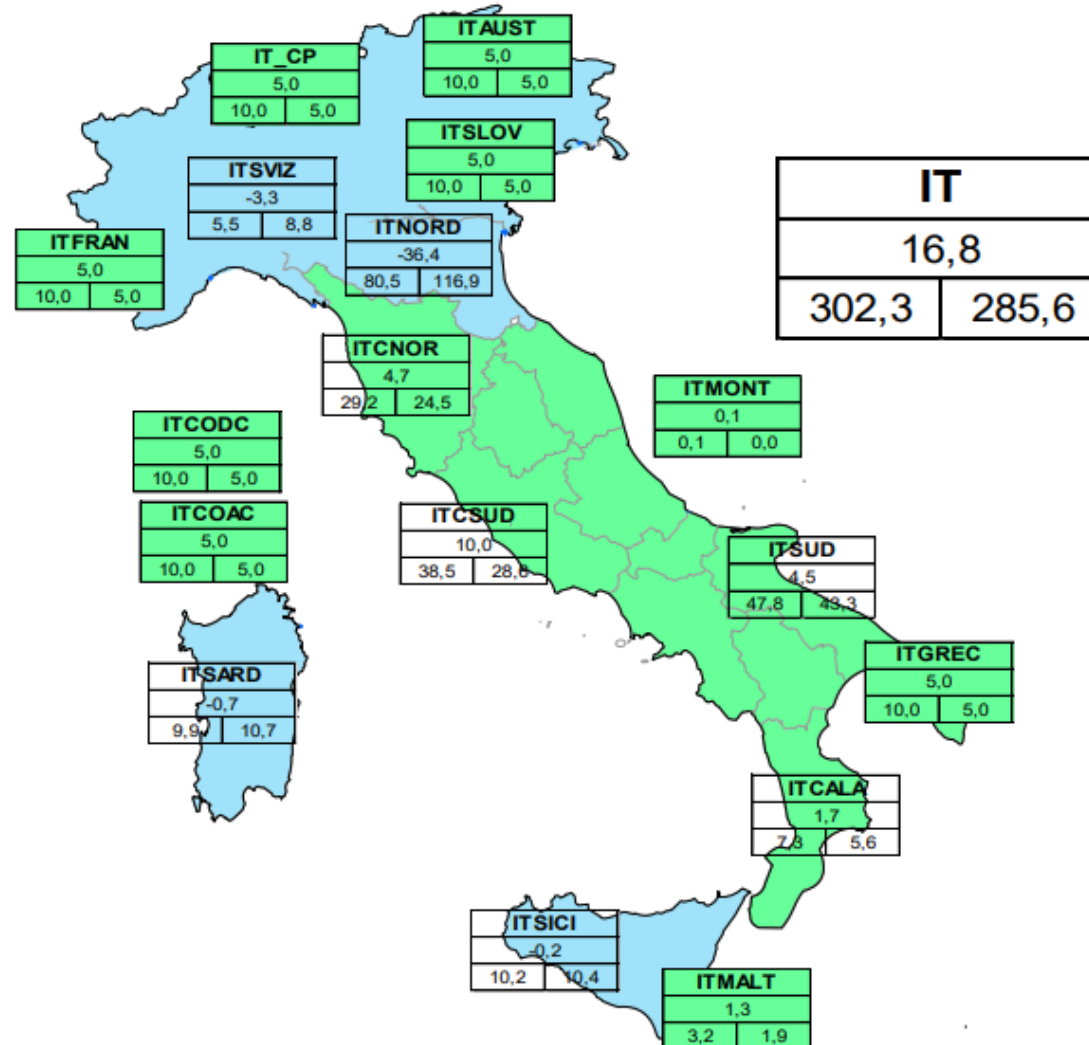 ITAUST
5,0
10,0 5,0
IT_CP
5,0
10,0 5,0
ITSLOV
5,0
10,0 5,0
ITSVIZ
-3,3
5,5 8,8
IT
16,8
302,3 285,6
ITNORD
-36,4
80,5 116,9
ITFRAN
5,0
10,0 5,0
ITCNOR
4,7
29,2 24,5
ITMONT
0,1
0,1 0,0
ITCODC
5,0
10,0 5,0
ITCOAC
5,0
10,0 5,0
ITCSUD
10,0
38,5 28,6
ITSUD
4,5
47,8 43,3
ITGREC
5,0
10,0 5,0
ITSARD
-0,7
9,9 10,7
ITCALA
1,7
7,3 5,6
ITSICI
-0,2
10,2 10,4
ITMALT
1,3
3,2 1,9